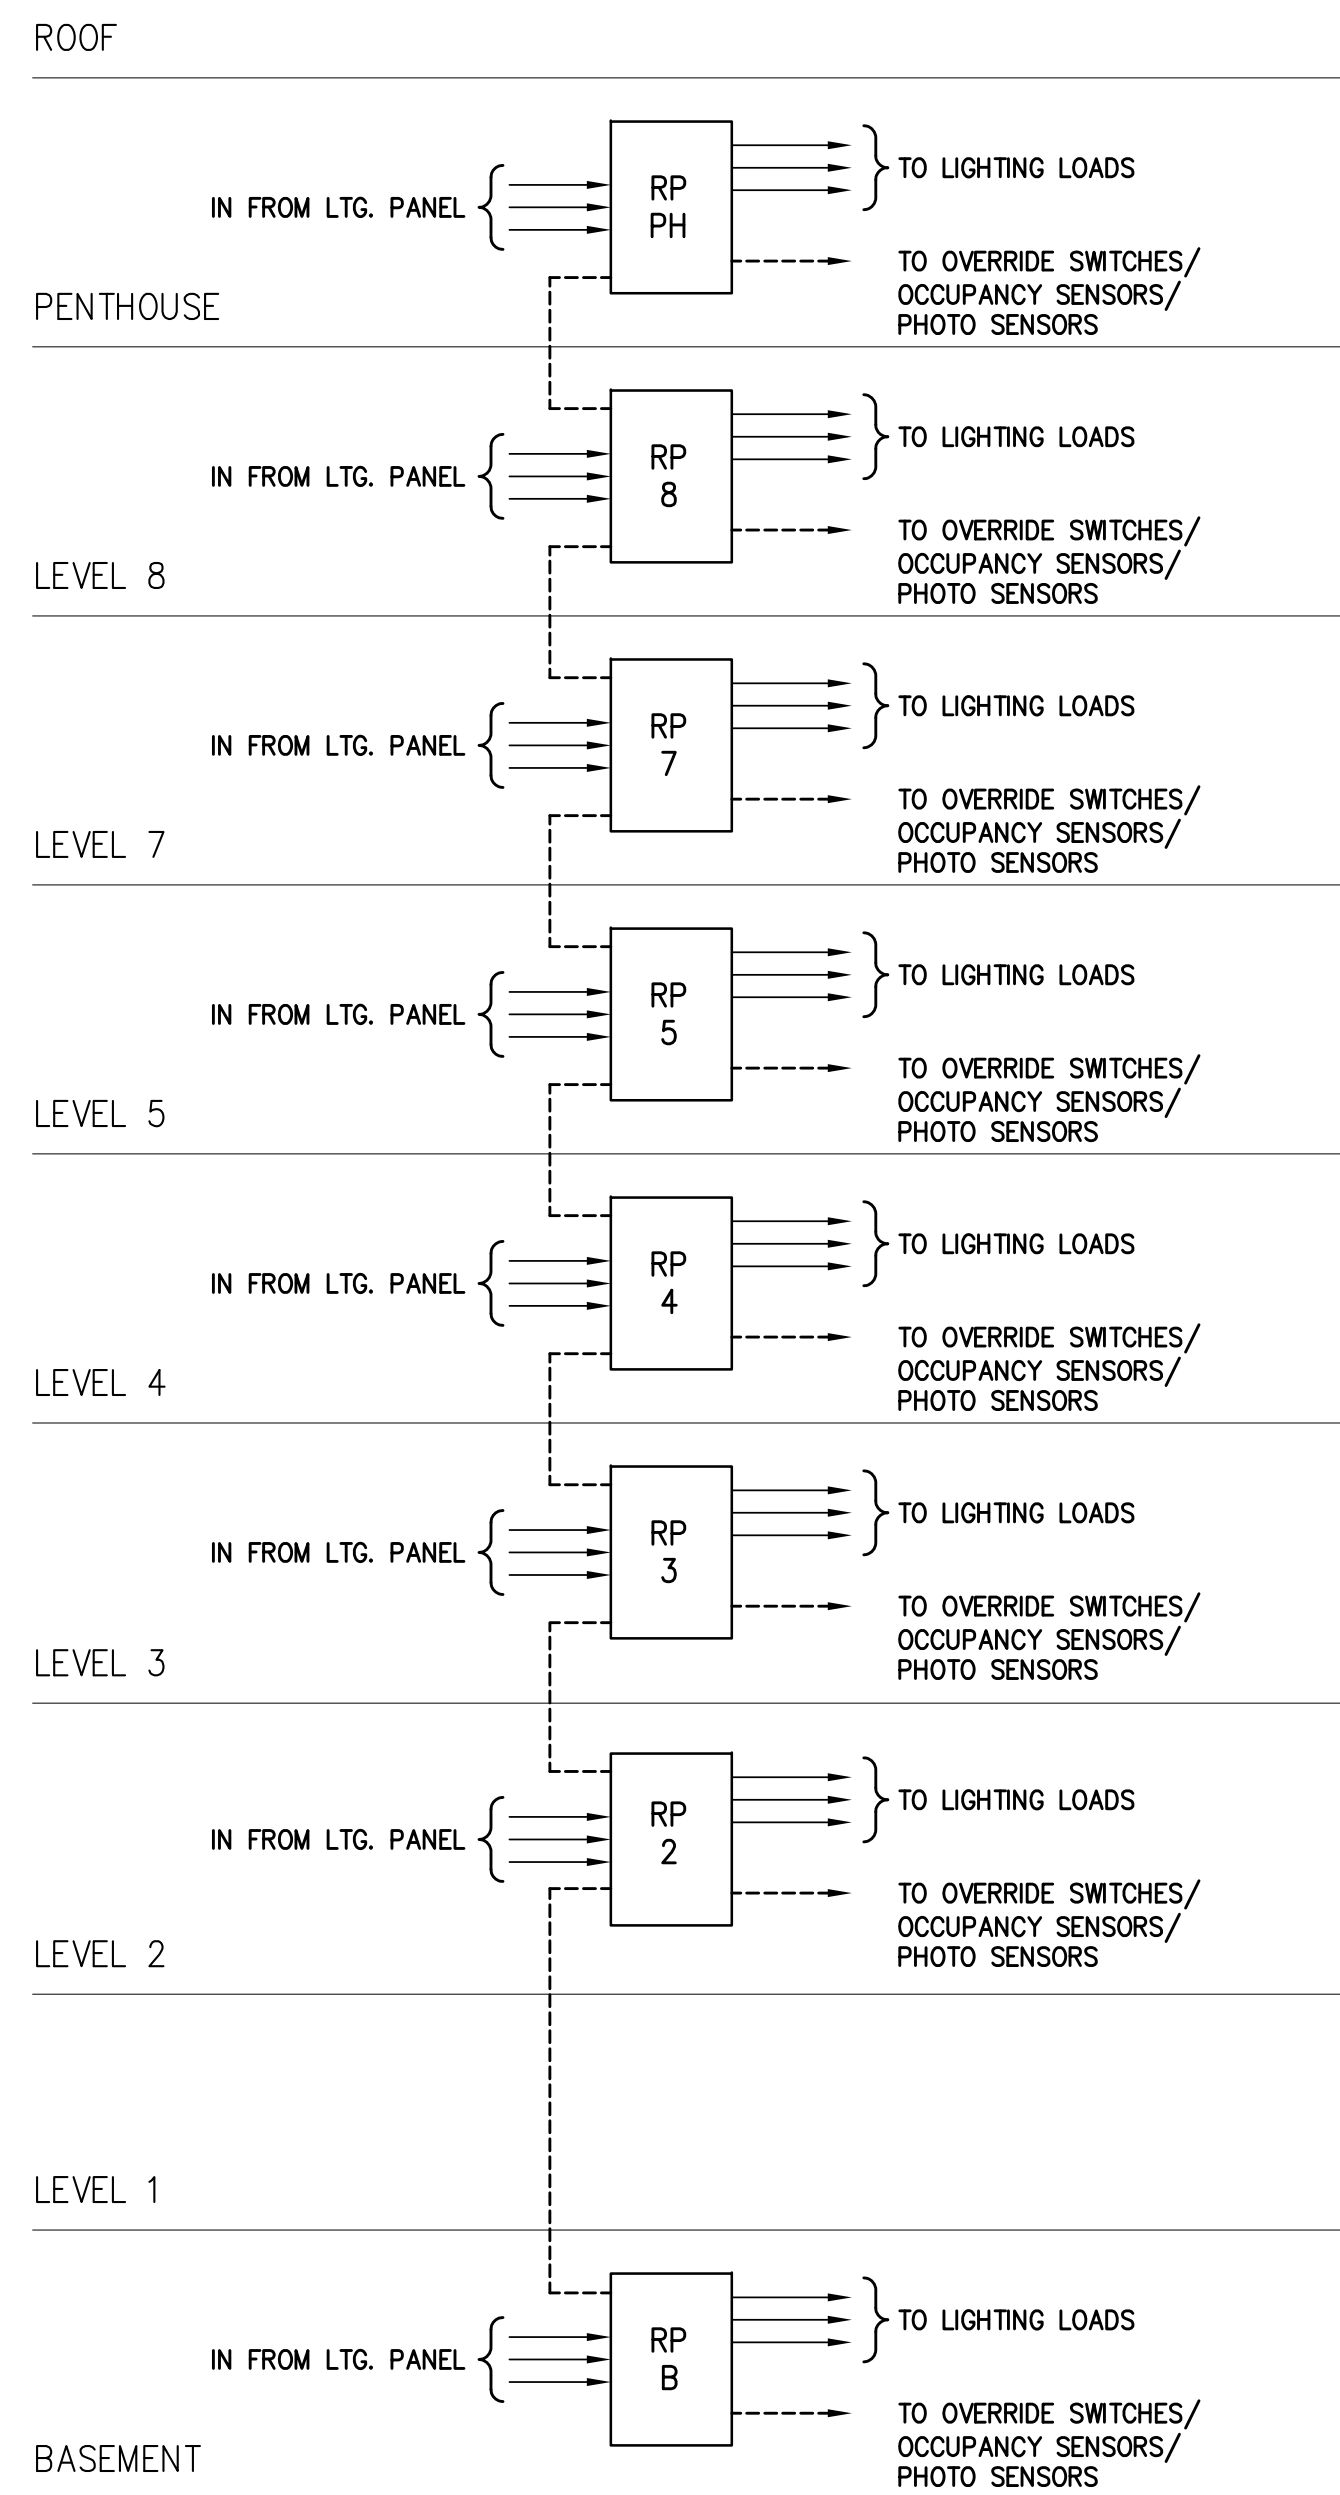 ROOF
RP
PH
TO LIGHTING LOADS
IN FROM LTG. PANEL
TO OVERRIDE SWITCHES/
OCCUPANCY SENSORS/
PHOTO SENSORS
PENTHOUSE
RP
8
TO LIGHTING LOADS
IN FROM LTG. PANEL
TO OVERRIDE SWITCHES/
OCCUPANCY SENSORS/
PHOTO SENSORS
LEVEL 8
RP
7
TO LIGHTING LOADS
IN FROM LTG. PANEL
TO OVERRIDE SWITCHES/
OCCUPANCY SENSORS/
PHOTO SENSORS
LEVEL 7
RP
5
TO LIGHTING LOADS
IN FROM LTG. PANEL
TO OVERRIDE SWITCHES/
OCCUPANCY SENSORS/
PHOTO SENSORS
LEVEL 5
RP
4
TO LIGHTING LOADS
IN FROM LTG. PANEL
TO OVERRIDE SWITCHES/
OCCUPANCY SENSORS/
PHOTO SENSORS
LEVEL 4
RP
3
TO LIGHTING LOADS
IN FROM LTG. PANEL
TO OVERRIDE SWITCHES/
OCCUPANCY SENSORS/
PHOTO SENSORS
LEVEL 3
RP
2
TO LIGHTING LOADS
IN FROM LTG. PANEL
TO OVERRIDE SWITCHES/
OCCUPANCY SENSORS/
PHOTO SENSORS
LEVEL 2
LEVEL 1
RP
B
TO LIGHTING LOADS
IN FROM LTG. PANEL
TO OVERRIDE SWITCHES/
OCCUPANCY SENSORS/
PHOTO SENSORS
BASEMENT